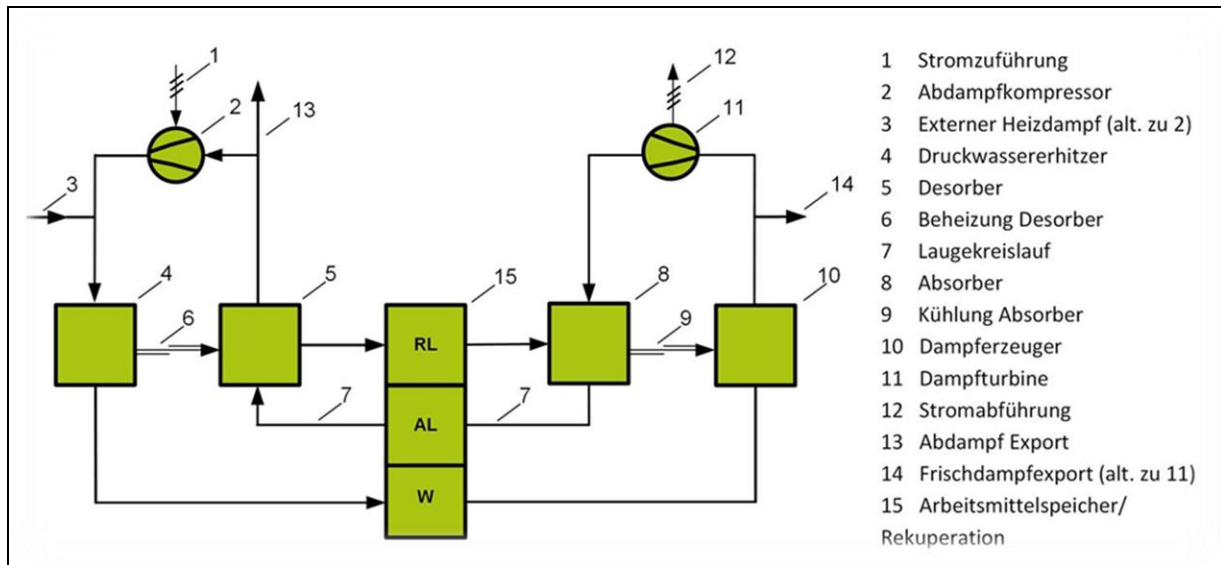 1
2
13
3
4
6
5
7
15
RL
AL
W
7
12
11
14
8
9
10
1 Stromzuführung
2 Abdampfkompressor
3 Externer Heizdampf (alt. zu 2)
4 Druckwassererhitzer
5 Desorber
6 Beheizung Desorber
7 Laugekreislauf
8 Absorber
9 Kühlung Absorber
10 Dampferzeuger
11 Dampfturbine
12 Stromabführung
13 Abdampf Export
14 Frischdampfexport (alt. zu 11)
15 Arbeitsmittelspeicher/
Rekuperation